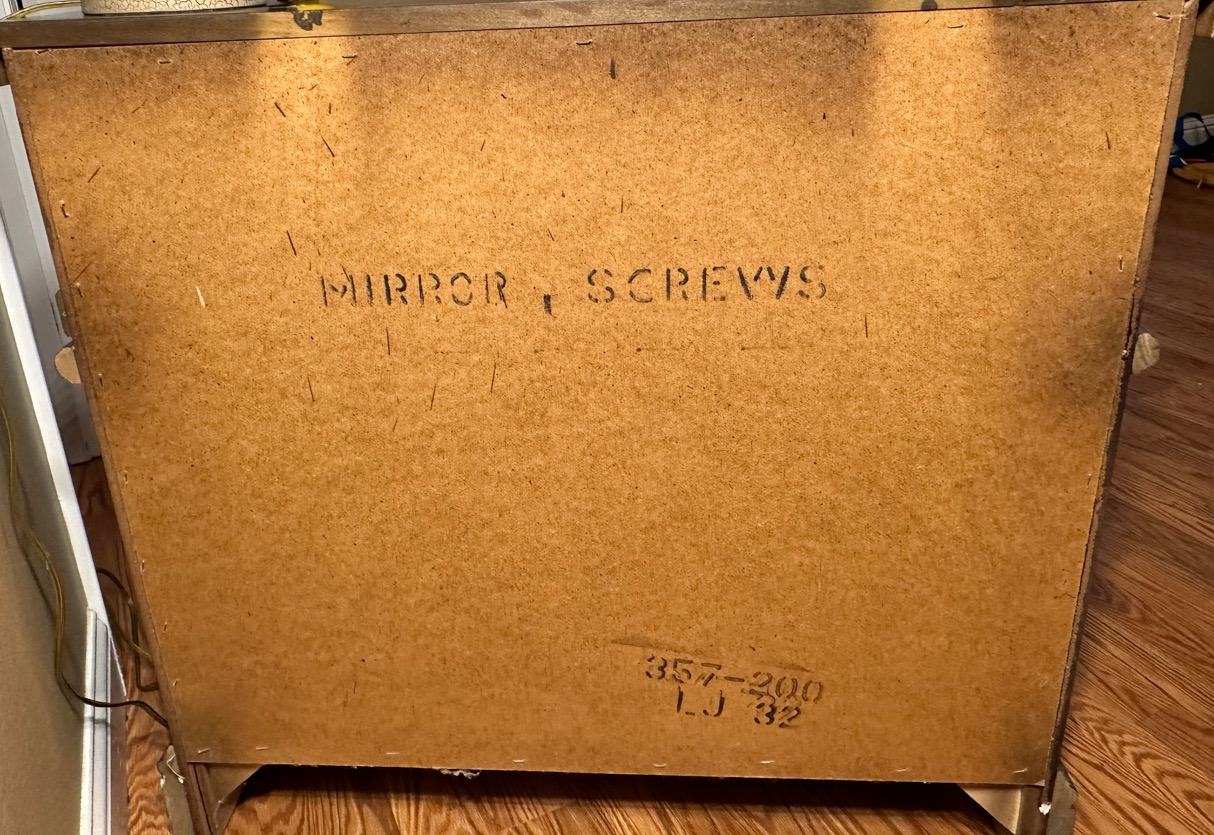 MIRROR, SCREWS
357-200
LJ 32